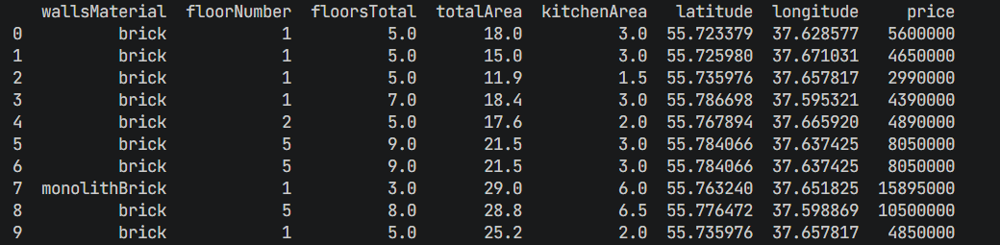 wallsMaterial floorNumber floorsTotal totalArea kitchenArea latitude longitude price
0 brick 1 5.0 18.0 3.0 55.723379 37.628577 5600000
1 brick 1 5.0 15.0 3.0 55.725980 37.671031 4650000
2 brick 1 5.0 11.9 1.5 55.735976 37.657817 2990000
3 brick 1 7.0 18.4 3.0 55.786698 37.595321 4390000
4 brick 2 5.0 17.6 2.0 55.767894 37.665920 4890000
5 brick 5 9.0 21.5 3.0 55.784066 37.637425 8050000
6 brick 5 9.0 21.5 3.0 55.784066 37.637425 8050000
7 monolithBrick 1 3.0 29.0 6.0 55.763240 37.651825 15895000
8 brick 5 8.0 28.8 6.5 55.776472 37.598869 10500000
9 brick 1 5.0 25.2 2.0 55.735976 37.657817 4850000